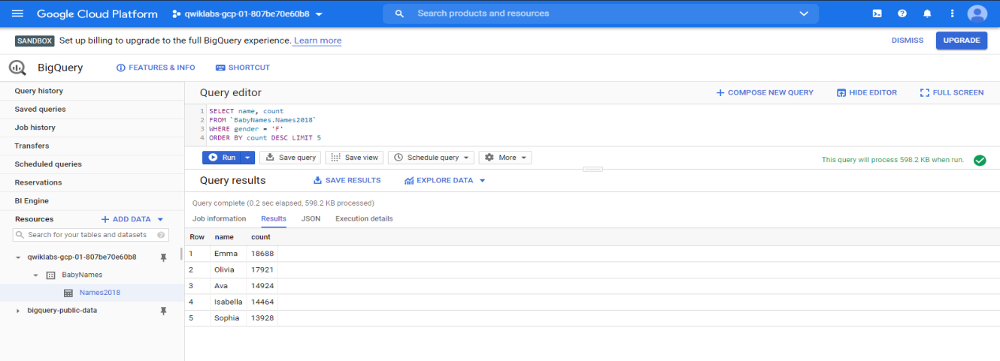 Google Cloud Platform qwiklabs-gcp-01-807be70e60b8 Search products and resources
SANDBOX Set up billing to upgrade to the full BigQuery experience. Learn more DISMISS UPGRADE
BigQuery FEATURES & INFO SHORTCUT
Query history
Saved queries
Job history
Transfers
Scheduled queries
Reservations
BI Engine
Resources ADD DATA
Search for your tables and datasets
qwiklabs-gcp-01-807be70e60b8
BabyNames
Names2018
bigquery-public-data
Query editor COMPOSE NEW QUERY HIDE EDITOR FULL SCREEN
1 SELECT name, count
2 FROM `BabyNames.Names2018`
3 WHERE gender = 'F'
4 ORDER BY count DESC LIMIT 5
Run Save query Save view Schedule query More This query will process 598.2 KB when run.
Query results SAVE RESULTS EXPLORE DATA
Query complete (0.2 sec elapsed, 598.2 KB processed)
Job information Results JSON Execution details
Row name count
1 Emma 18688
2 Olivia 17921
3 Ava 14924
4 Isabella 14464
5 Sophia 13928